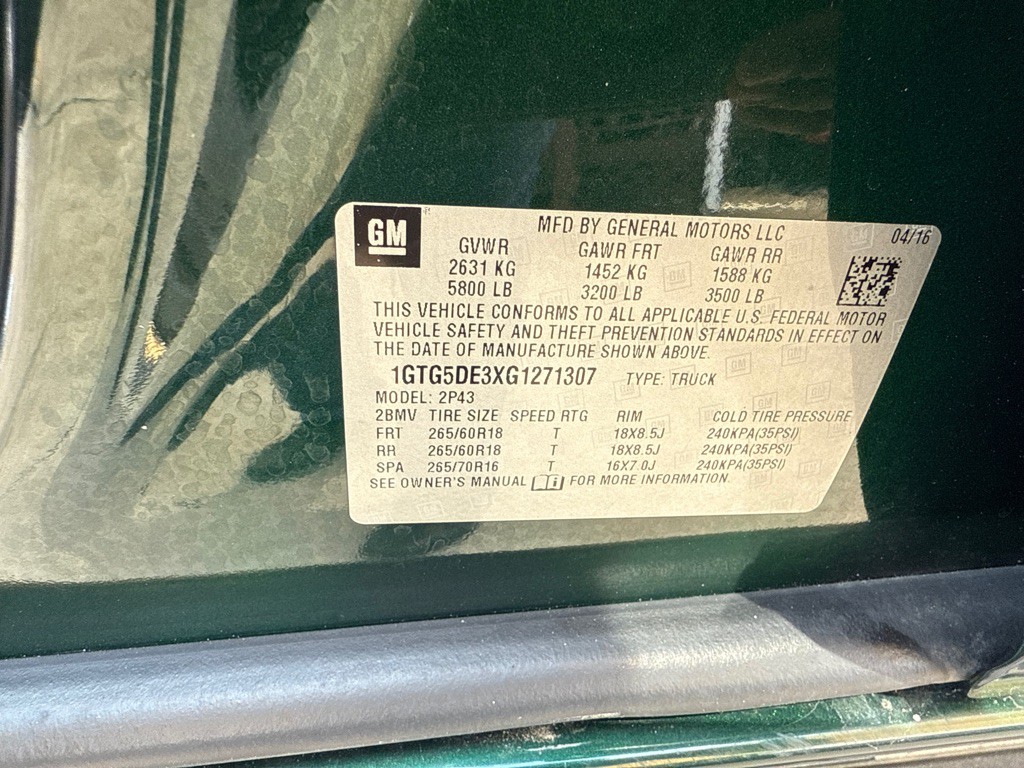 GM
MFD BY GENERAL MOTORS LLC
04/16
GVWR GAWR FRT GAWR RR
2631 KG 1452 KG 1588 KG
5800 LB 3200 LB 3500 LB
THIS VEHICLE CONFORMS TO ALL APPLICABLE U.S. FEDERAL MOTOR
VEHICLE SAFETY AND THEFT PREVENTION STANDARDS IN EFFECT ON
THE DATE OF MANUFACTURE SHOWN ABOVE.
1GTG5DE3XG1271307 TYPE: TRUCK
MODEL: 2P43
2BMV TIRE SIZE SPEED RTG RIM COLD TIRE PRESSURE
FRT 265/60R18 T 18X8.5J 240KPA(35PSI)
RR 265/60R18 T 18X8.5J 240KPA(35PSI)
SPA 265/70R16 T 16X7.0J 240KPA(35PSI)
SEE OWNER'S MANUAL i FOR MORE INFORMATION.